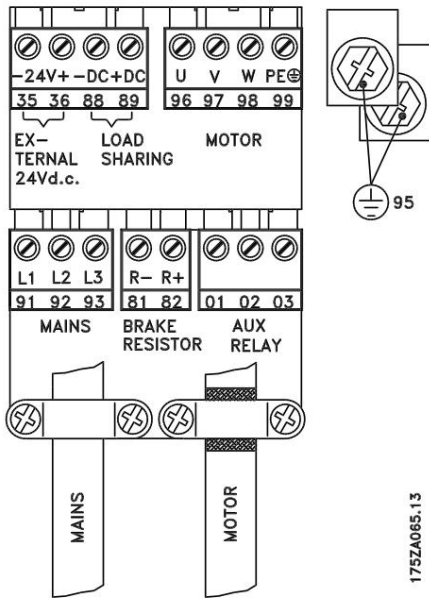 -24V+ -DC+DC
35 36 88 89
EX-
TERNAL
24Vd.c.
LOAD
SHARING
U V W PE⏚
96 97 98 99
MOTOR
95
L1 L2 L3
91 92 93
MAINS
R- R+
81 82
BRAKE
RESISTOR
01 02 03
AUX
RELAY
MAINS
MOTOR
175ZA065.13